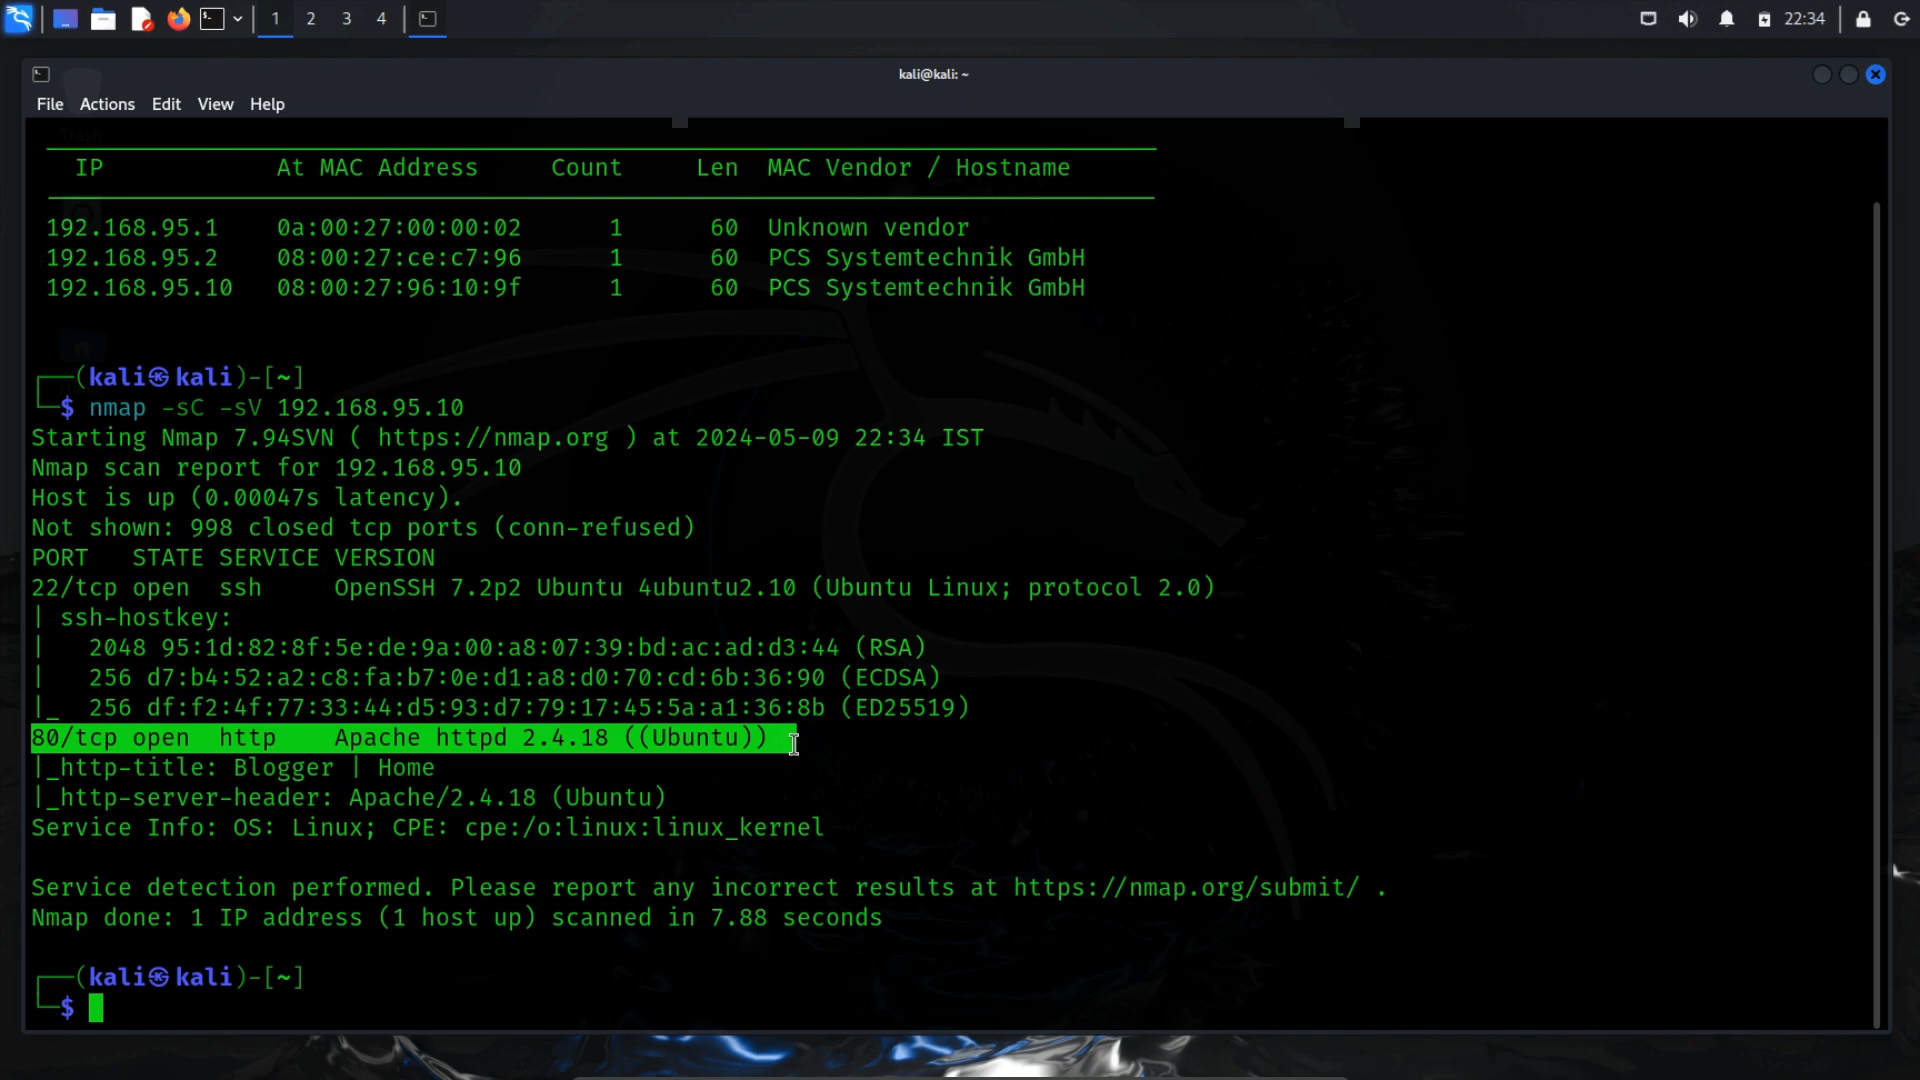 1 2 3 4 22:34
kali@kali: ~
File Actions Edit View Help
IP At MAC Address Count Len MAC Vendor / Hostname
192.168.95.1 0a:00:27:00:00:02 1 60 Unknown vendor
192.168.95.2 08:00:27:ce:c7:96 1 60 PCS Systemtechnik GmbH
192.168.95.10 08:00:27:96:10:9f 1 60 PCS Systemtechnik GmbH
┌──(kali㉿kali)-[~]
└─$ nmap -sC -sV 192.168.95.10
Starting Nmap 7.94SVN ( https://nmap.org ) at 2024-05-09 22:34 IST
Nmap scan report for 192.168.95.10
Host is up (0.00047s latency).
Not shown: 998 closed tcp ports (conn-refused)
PORT STATE SERVICE VERSION
22/tcp open ssh OpenSSH 7.2p2 Ubuntu 4ubuntu2.10 (Ubuntu Linux; protocol 2.0)
| ssh-hostkey:
| 2048 95:1d:82:8f:5e:de:9a:00:a8:07:39:bd:ac:ad:d3:44 (RSA)
| 256 d7:b4:52:a2:c8:fa:b7:0e:d1:a8:d0:70:cd:6b:36:90 (ECDSA)
|_ 256 df:f2:4f:77:33:44:d5:93:d7:79:17:45:5a:a1:36:8b (ED25519)
80/tcp open http Apache httpd 2.4.18 ((Ubuntu))
|_http-title: Blogger | Home
|_http-server-header: Apache/2.4.18 (Ubuntu)
Service Info: OS: Linux; CPE: cpe:/o:linux:linux_kernel
Service detection performed. Please report any incorrect results at https://nmap.org/submit/ .
Nmap done: 1 IP address (1 host up) scanned in 7.88 seconds
┌──(kali㉿kali)-[~]
└─$